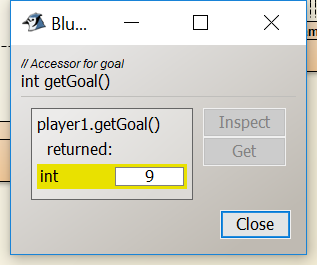 Blu...
// Accessor for goal
int getGoal()
player1.getGoal()
returned:
int 9
Inspect
Get
Close